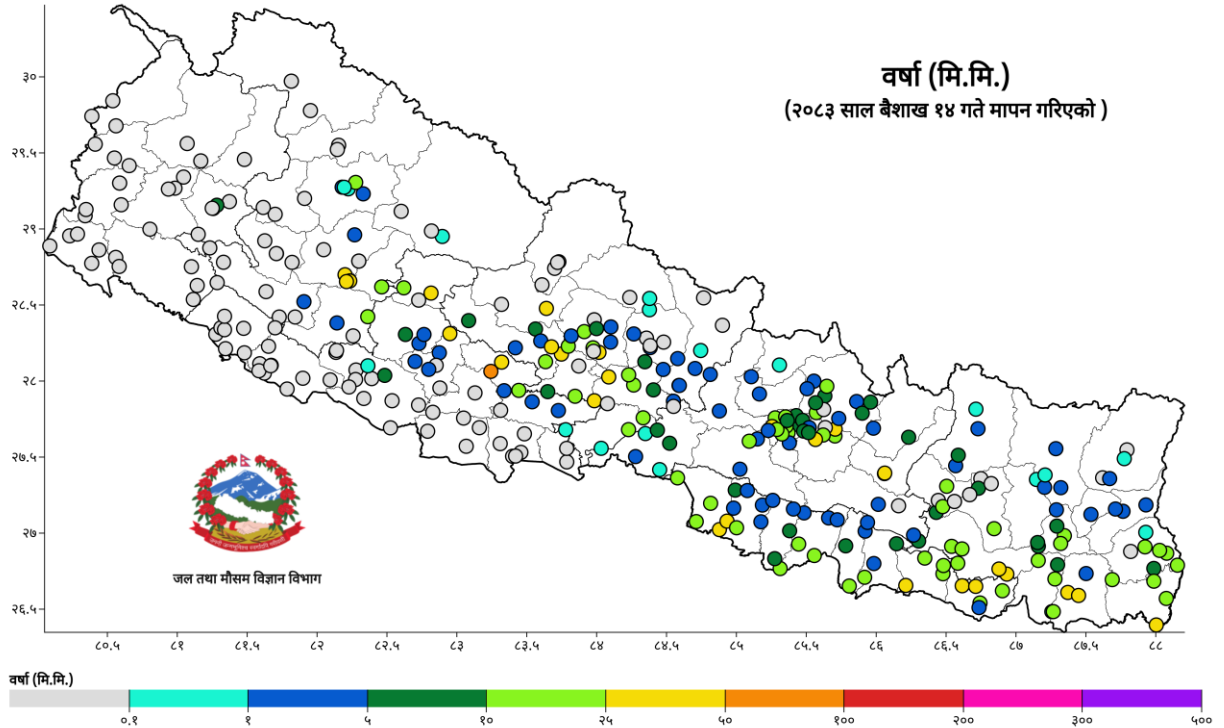 वर्षा (मि.मि.)
(२०८३ साल बैशाख १४ गते मापन गरिएको )
३०
२९.५
२९
२८.५
२८
२७.५
२७
२६.५
जल तथा मौसम विज्ञान विभाग
८०.५ ८१ ८१.५ ८२ ८२.५ ८३ ८३.५ ८४ ८४.५ ८५ ८५.५ ८६ ८६.५ ८७ ८७.५ ८८
वर्षा (मि.मि.)
०.१ १ ५ १० २५ ५० १०० २०० ३०० ५००